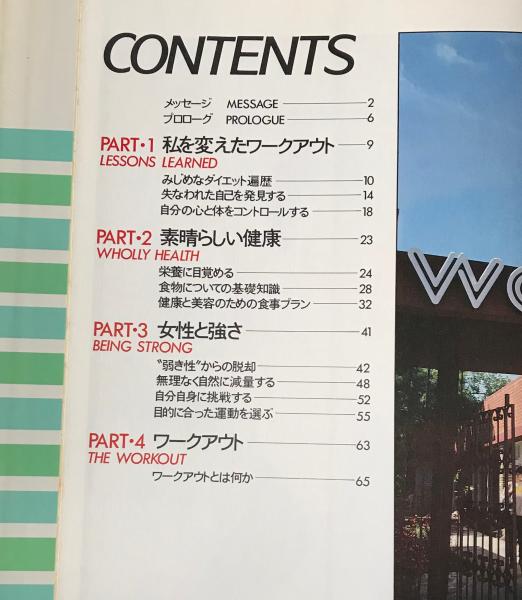 CONTENTS
メッセージ MESSAGE 2
プロローグ PROLOGUE 6
PART・1 私を変えたワークアウト 9
LESSONS LEARNED
みじめなダイエット遍歴 10
失なわれた自己を発見する 14
自分の心と体をコントロールする 18
PART・2 素晴らしい健康 23
WHOLLY HEALTH
栄養に目覚める 24
食物についての基礎知識 28
健康と美容のための食事プラン 32
PART・3 女性と強さ 41
BEING STRONG
"弱き性"からの脱却 42
無理なく自然に減量する 48
自分自身に挑戦する 52
目的に合った運動を選ぶ 55
PART・4 ワークアウト 63
THE WORKOUT
ワークアウトとは何か 65
WO